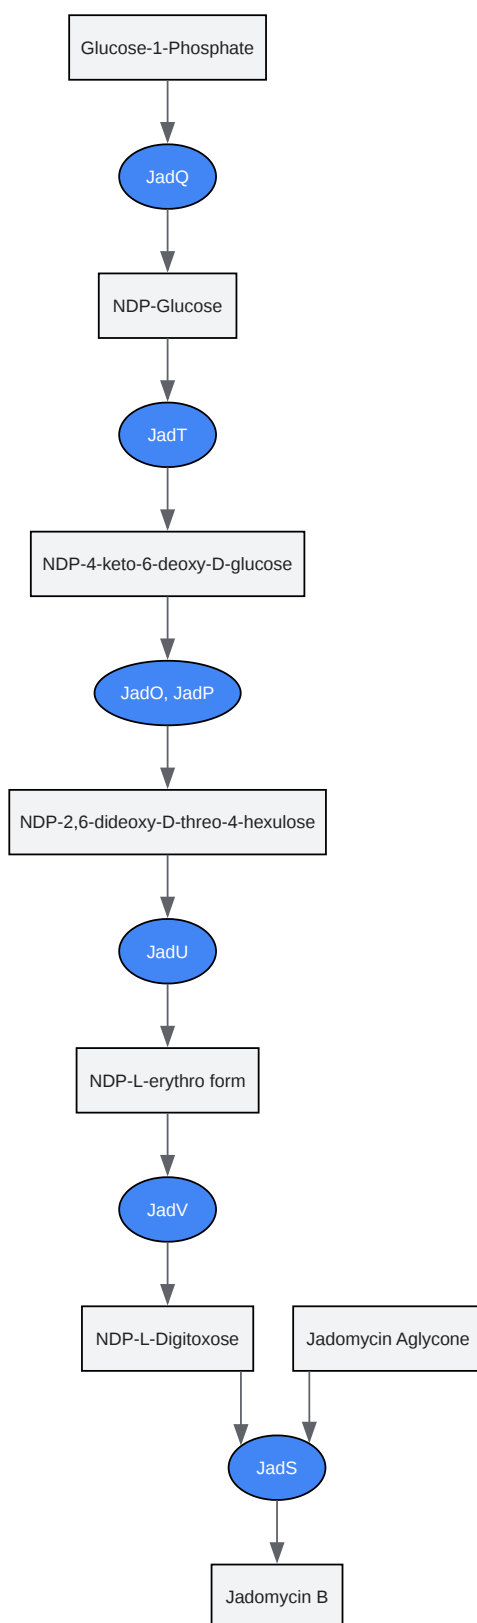 Glucose-1-Phosphate
JadQ
NDP-Glucose
JadT
NDP-4-keto-6-deoxy-D-glucose
JadO, JadP
NDP-2,6-dideoxy-D-threo-4-hexulose
JadU
NDP-L-erythro form
JadV
NDP-L-Digitoxose
Jadomycin Aglycone
JadS
Jadomycin B